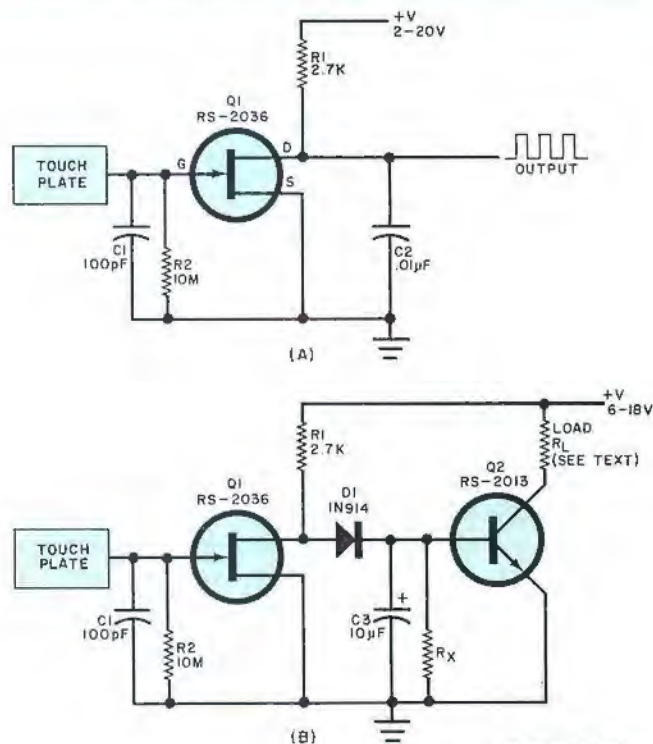 +V
2-20V
R1
2.7K
Q1
RS-2036
TOUCH
PLATE
G
D
S
OUTPUT
C1
100pF
R2
10M
C2
.01µF
(A)
+V
6-18V
R1
2.7K
LOAD
RL
(SEE TEXT)
Q2
RS-2013
Q1
RS-2036
D1
IN914
TOUCH
PLATE
C1
100pF
R2
10M
C3
+
10µF
RX
(B)